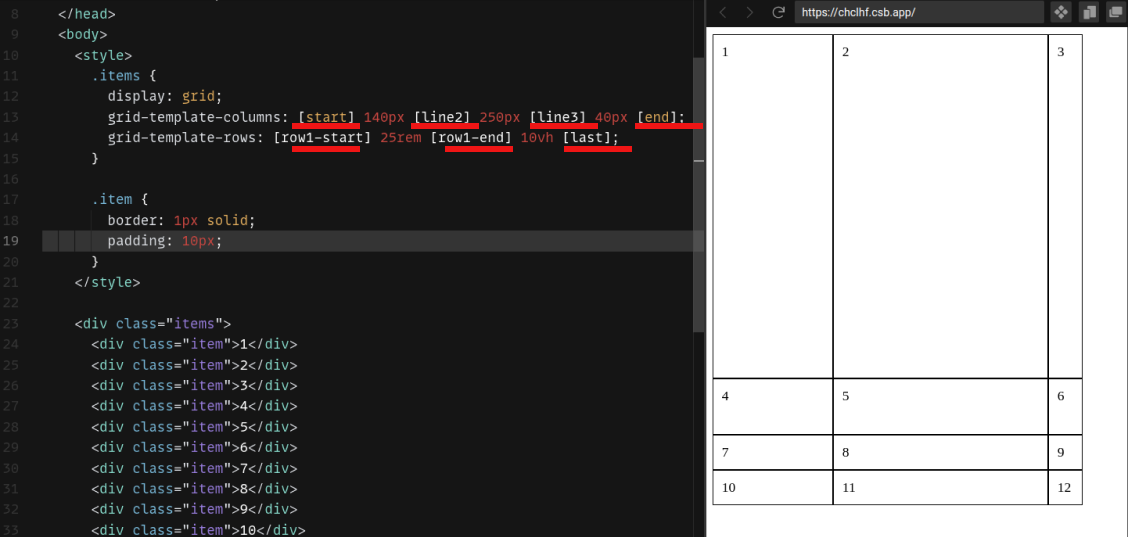 8 </head>
9 <body>
10 <style>
11 .items {
12 display: grid;
13 grid-template-columns: [start] 140px [line2] 250px [line3] 40px [end];
14 grid-template-rows: [row1-start] 25rem [row1-end] 10vh [last];
15 }
16
17 .item {
18 border: 1px solid;
19 padding: 10px;
20 }
21 </style>
22
23 <div class="items">
24 <div class="item">1</div>
25 <div class="item">2</div>
26 <div class="item">3</div>
27 <div class="item">4</div>
28 <div class="item">5</div>
29 <div class="item">6</div>
30 <div class="item">7</div>
31 <div class="item">8</div>
32 <div class="item">9</div>
33 <div class="item">10</div>
https://chclhf.csb.app/
1 2 3
4 5 6
7 8 9
10 11 12